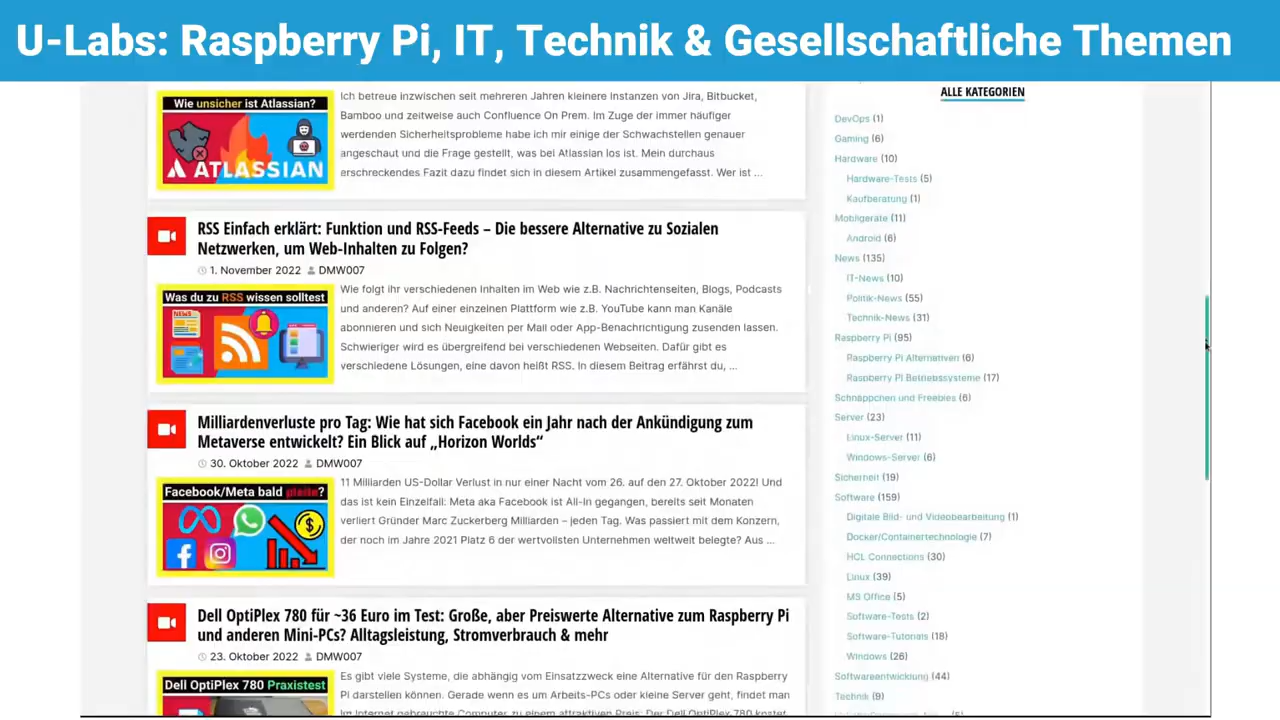 U-Labs: Raspberry Pi, IT, Technik & Gesellschaftliche Themen
Wie unsicher ist Atlassian?
ATLASSIAN
Ich betreue inzwischen seit mehreren Jahren kleinere Instanzen von Jira, Bitbucket,
Bamboo und zeitweise auch Confluence On Prem. Im Zuge der immer häufiger
werdenden Sicherheitsprobleme habe ich mir einige der Schwachstellen genauer
angeschaut und die Frage gestellt, was bei Atlassian los ist. Mein durchaus
erschreckendes Fazit dazu findet sich in diesem Artikel zusammengefasst. Wer ist ...
RSS Einfach erklärt: Funktion und RSS-Feeds – Die bessere Alternative zu Sozialen
Netzwerken, um Web-Inhalten zu Folgen?
1. November 2022 DMW007
Was du zu RSS wissen solltest
NEWS
Wie folgt ihr verschiedenen Inhalten im Web wie z.B. Nachrichtenseiten, Blogs, Podcasts
und anderen? Auf einer einzelnen Plattform wie z.B. YouTube kann man Kanäle
abonnieren und sich Neuigkeiten per Mail oder App-Benachrichtigung zusenden lassen.
Schwieriger wird es übergreifend bei verschiedenen Webseiten. Dafür gibt es
verschiedene Lösungen, eine davon heißt RSS. In diesem Beitrag erfährst du, ...
Milliardenverluste pro Tag: Wie hat sich Facebook ein Jahr nach der Ankündigung zum
Metaverse entwickelt? Ein Blick auf „Horizon Worlds“
30. Oktober 2022 DMW007
Facebook/Meta bald pleite?
11 Milliarden US-Dollar Verlust in nur einer Nacht vom 26. auf den 27. Oktober 2022! Und
das ist kein Einzelfall: Meta aka Facebook ist All-In gegangen, bereits seit Monaten
verliert Gründer Marc Zuckerberg Milliarden – jeden Tag. Was passiert mit dem Konzern,
der noch im Jahre 2021 Platz 6 der wertvollsten Unternehmen weltweit belegte? Aus ...
Dell OptiPlex 780 für ~36 Euro im Test: Große, aber Preiswerte Alternative zum Raspberry Pi
und anderen Mini-PCs? Alltagsleistung, Stromverbrauch & mehr
23. Oktober 2022 DMW007
Dell OptiPlex 780 Praxistest
Es gibt viele Systeme, die abhängig vom Einsatzzweck eine Alternative für den Raspberry
Pi darstellen können. Gerade wenn es um Arbeits-PCs oder kleine Server geht, findet man
im Internet gebrauchte Computer zu einem attraktiven Preis: Der Dell OptiPlex 780 kostet
ALLE KATEGORIEN
DevOps (1)
Gaming (6)
Hardware (10)
Hardware-Tests (5)
Kaufberatung (1)
Mobilgeräte (11)
Android (6)
News (135)
IT-News (10)
Politik-News (55)
Technik-News (31)
Raspberry Pi (95)
Raspberry Pi Alternativen (6)
Raspberry Pi Betriebssysteme (17)
Schnäppchen und Freebies (6)
Server (23)
Linux-Server (11)
Windows-Server (6)
Sicherheit (19)
Software (159)
Digitale Bild- und Videobearbeitung (1)
Docker/Containertechnologie (7)
HCL Connections (30)
Linux (39)
MS Office (5)
Software-Tests (2)
Software-Tutorials (18)
Windows (26)
Softwareentwicklung (44)
Technik (9)